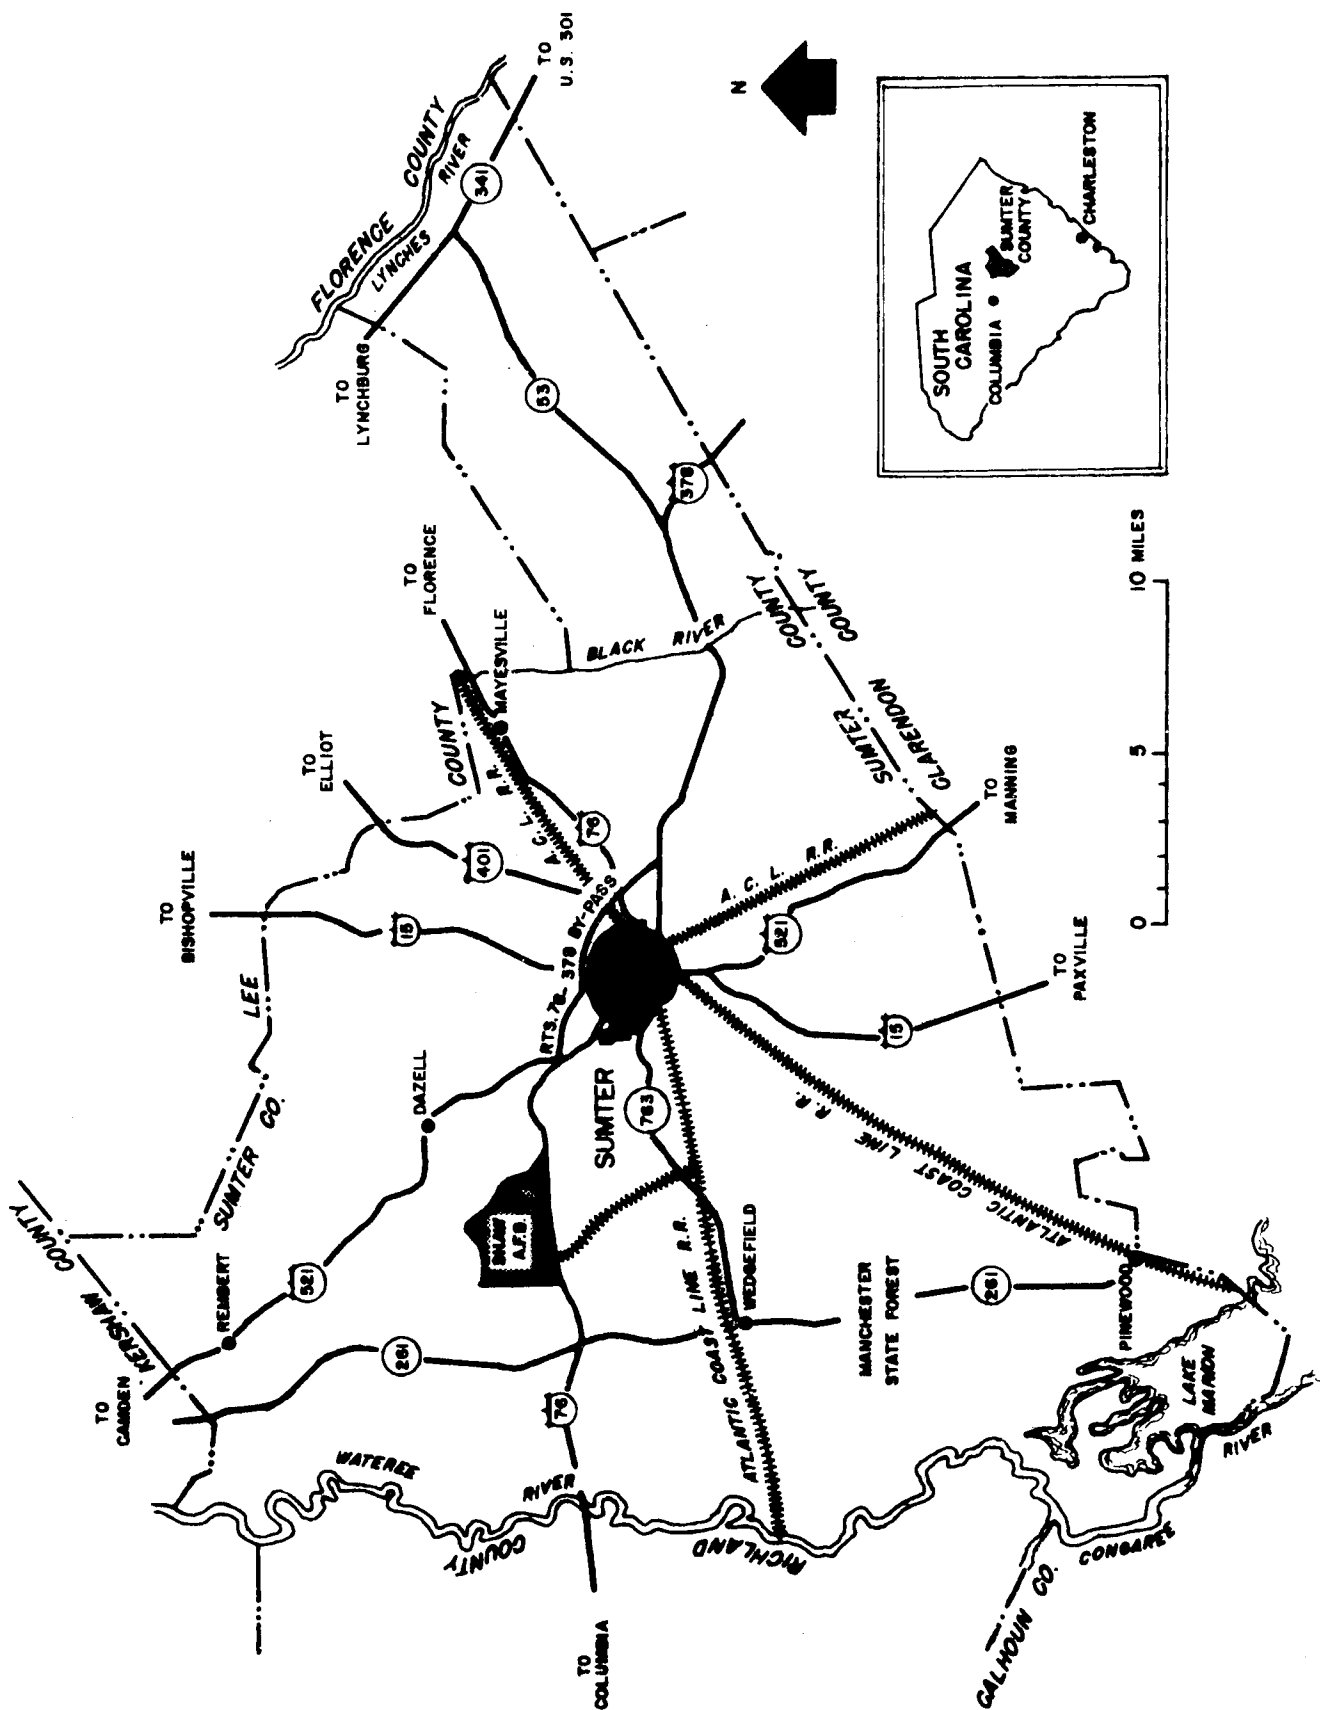 TO
CAMDEN
KERSHAW
COUNTY
REMBERT
521
261
SUMTER CO.
LEE
COUNTY
TO
BISHOPVILLE
15
TO
ELLIOT
401
DAZELL
TO
FLORENCE
MAYESVILLE
A. C. L. R. R.
76
RTS. 76-378 BY-PASS
TO
LYNCHBURG
FLORENCE COUNTY
LYNCHES RIVER
341
TO
U.S. 301
53
378
BLACK RIVER
SUMTER COUNTY
CLARENDON COUNTY
SHAW
A.F.B.
SUMTER
763
WATEREE
RIVER
76
TO
COLUMBIA
RICHLAND COUNTY
ATLANTIC COAST LINE R.R.
WEDGEFIELD
MANCHESTER
STATE FOREST
261
PINEWOOD
ATLANTIC COAST LINE R. R.
A. C. L. R.R.
521
TO
MANNING
15
TO
PAXVILLE
LAKE
MARION
CONGAREE
RIVER
CALHOUN CO.
0 5 10 MILES
N
SOUTH
CAROLINA
COLUMBIA
SUMTER
COUNTY
CHARLESTON